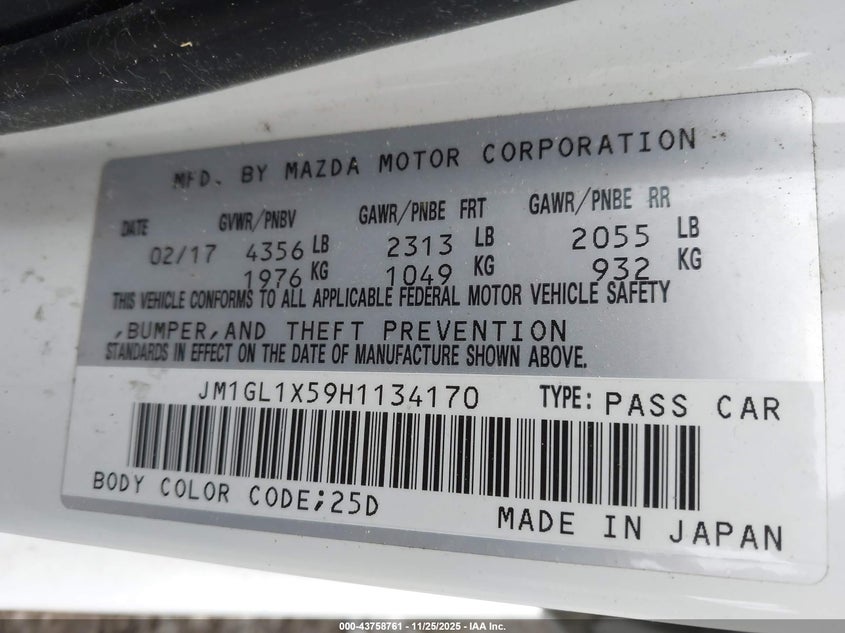 MFD. BY MAZDA MOTOR CORPORATION
DATE GVWR/PNBV GAWR/PNBE FRT GAWR/PNBE RR
02/17 4356 LB 2313 LB 2055 LB
1976 KG 1049 KG 932 KG
THIS VEHICLE CONFORMS TO ALL APPLICABLE FEDERAL MOTOR VEHICLE SAFETY
,BUMPER,AND THEFT PREVENTION
STANDARDS IN EFFECT ON THE DATE OF MANUFACTURE SHOWN ABOVE.
JM1GL1X59H1134170 TYPE: PASS CAR
BODY COLOR CODE;25D
MADE IN JAPAN
000-43758761 - 11/25/2025 - IAA Inc.